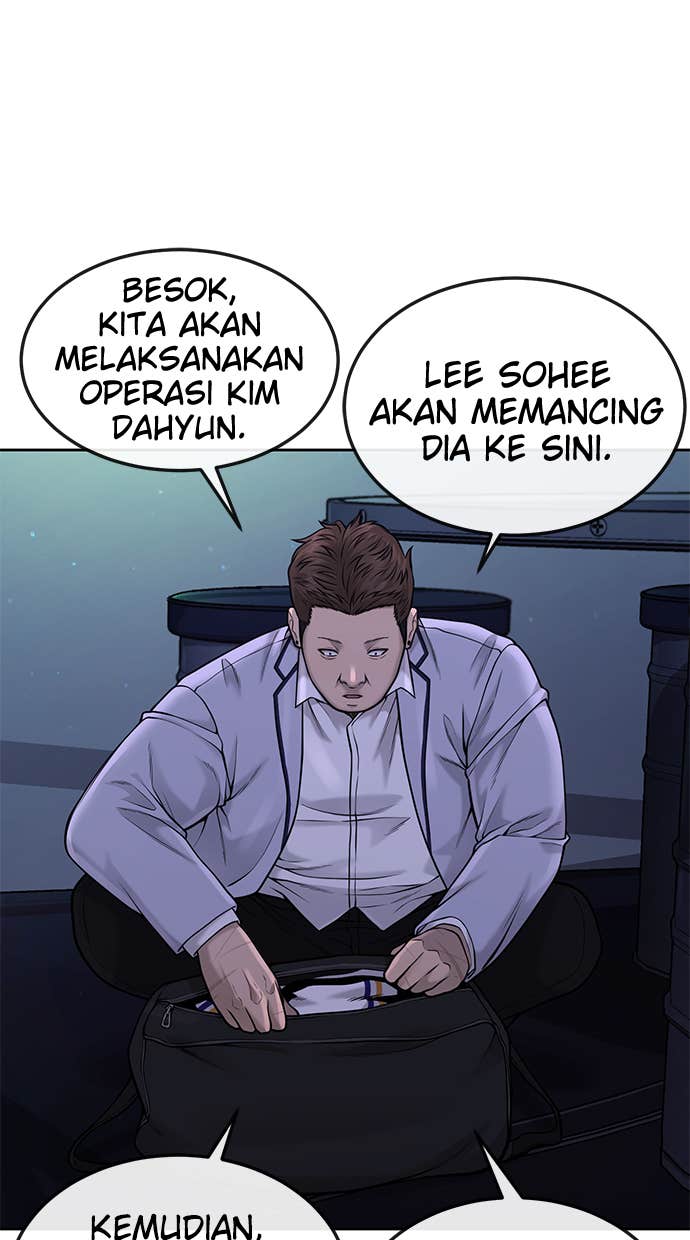 BESOK,
KITA AKAN
MELAKSANAKAN
OPERASI KIM
DAHYUN.
LEE SOHEE
AKAN MEMANCING
DIA KE SINI.
KEMUDIAN,